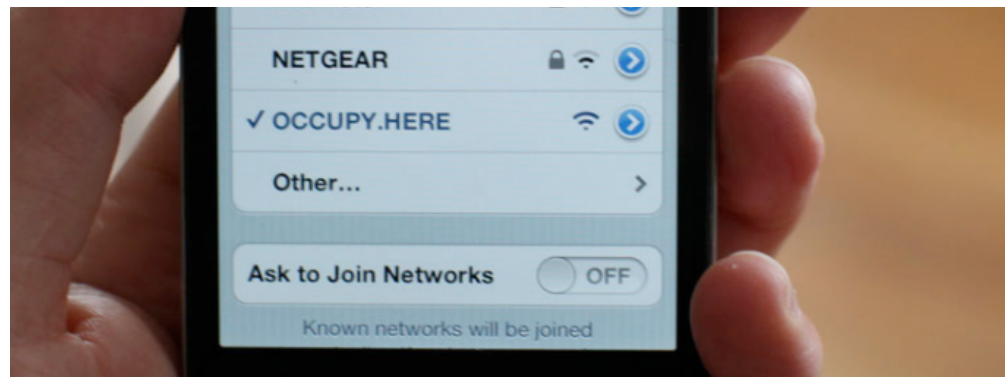 NETGEAR
✓ OCCUPY.HERE
Other...
Ask to Join Networks OFF
Known networks will be joined